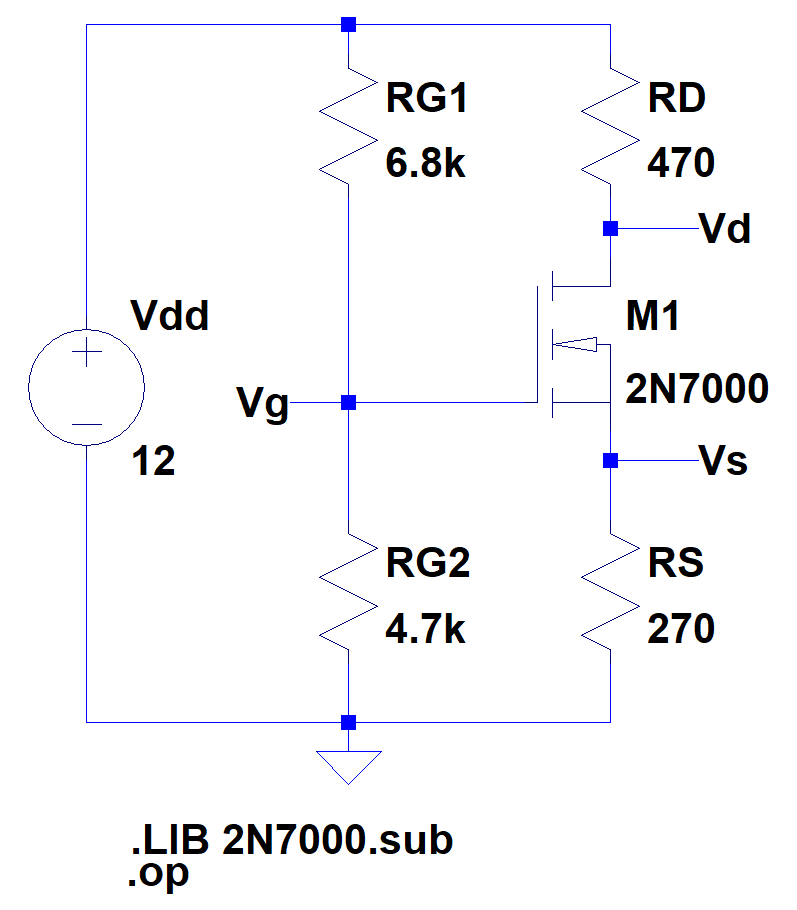 RG1
6.8k
RD
470
Vd
Vdd
12
M1
2N7000
Vg
Vs
RG2
4.7k
RS
270
.LIB 2N7000.sub
.op